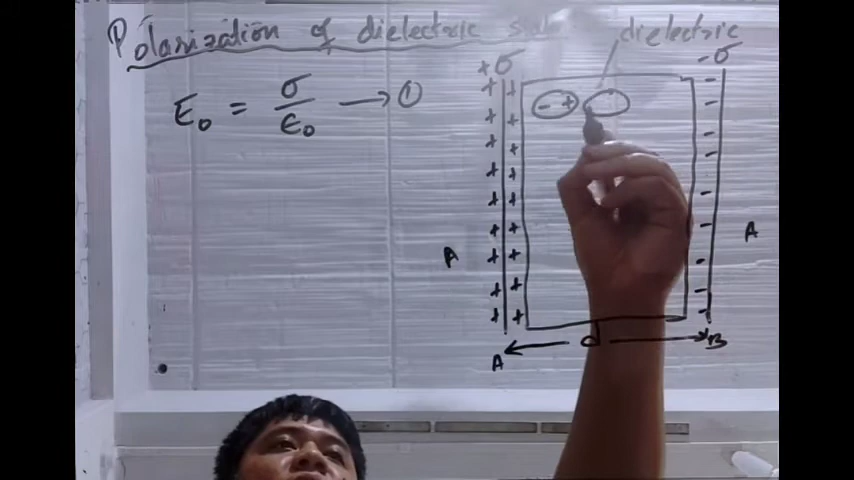 Polarization of dielectric
dielectric
+σ
-σ
E₀ = σ/ε₀ → ①
+ +
+ +
+ +
+ +
+ +
+ +
+ +
+ +
+ +
- +
-
-
-
-
-
-
-
-
-
A
A
A
d
B